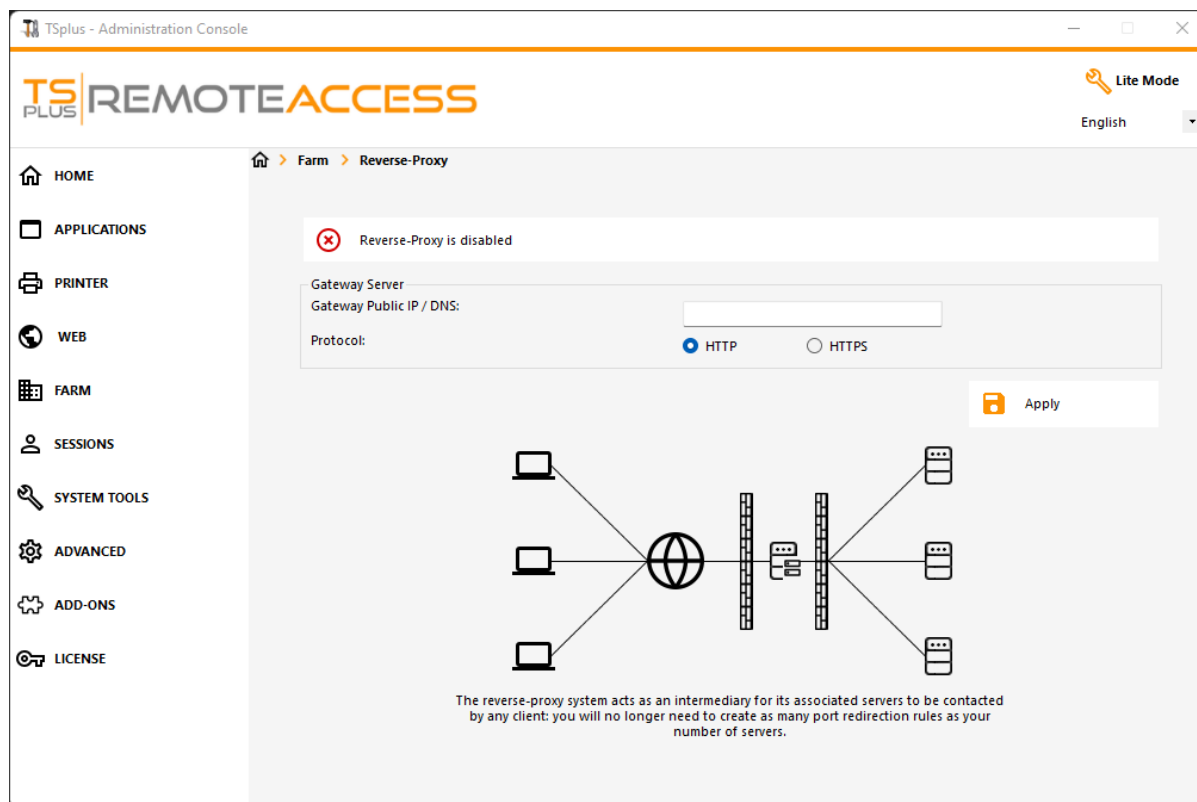 TSplus - Administration Console
TS PLUS REMOTEACCESS
Lite Mode
English
Farm > Reverse-Proxy
HOME
APPLICATIONS
PRINTER
WEB
FARM
SESSIONS
SYSTEM TOOLS
ADVANCED
ADD-ONS
LICENSE
Reverse-Proxy is disabled
Gateway Server
Gateway Public IP / DNS:
Protocol:
HTTP
HTTPS
Apply
The reverse-proxy system acts as an intermediary for its associated servers to be contacted
by any client: you will no longer need to create as many port redirection rules as your
number of servers.